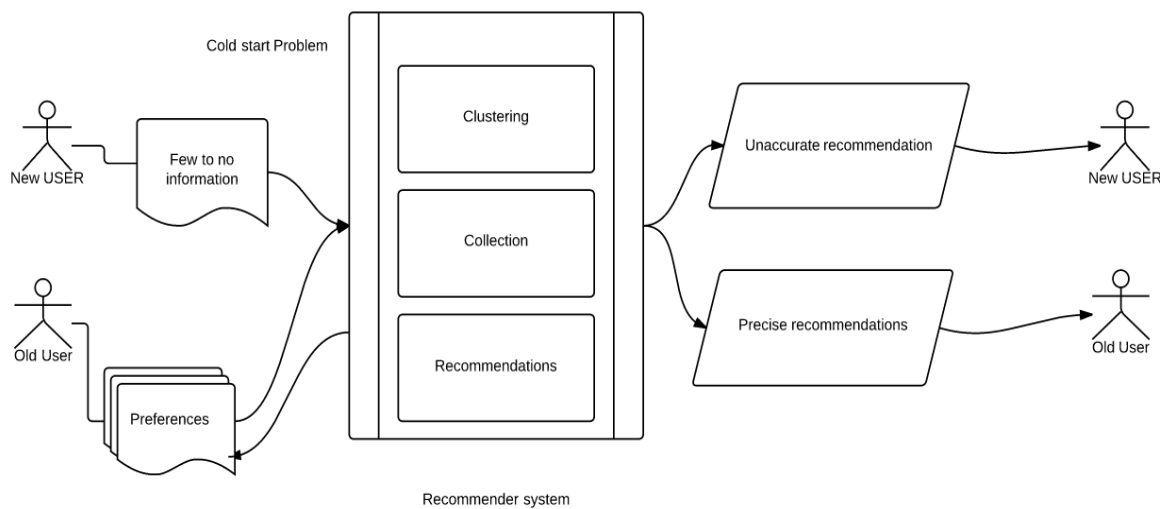 Cold start Problem
Clustering
New USER
Few to no
information
Unaccurate recommendation
New USER
Collection
Old User
Preferences
Recommendations
Precise recommendations
Old User
Recommender system